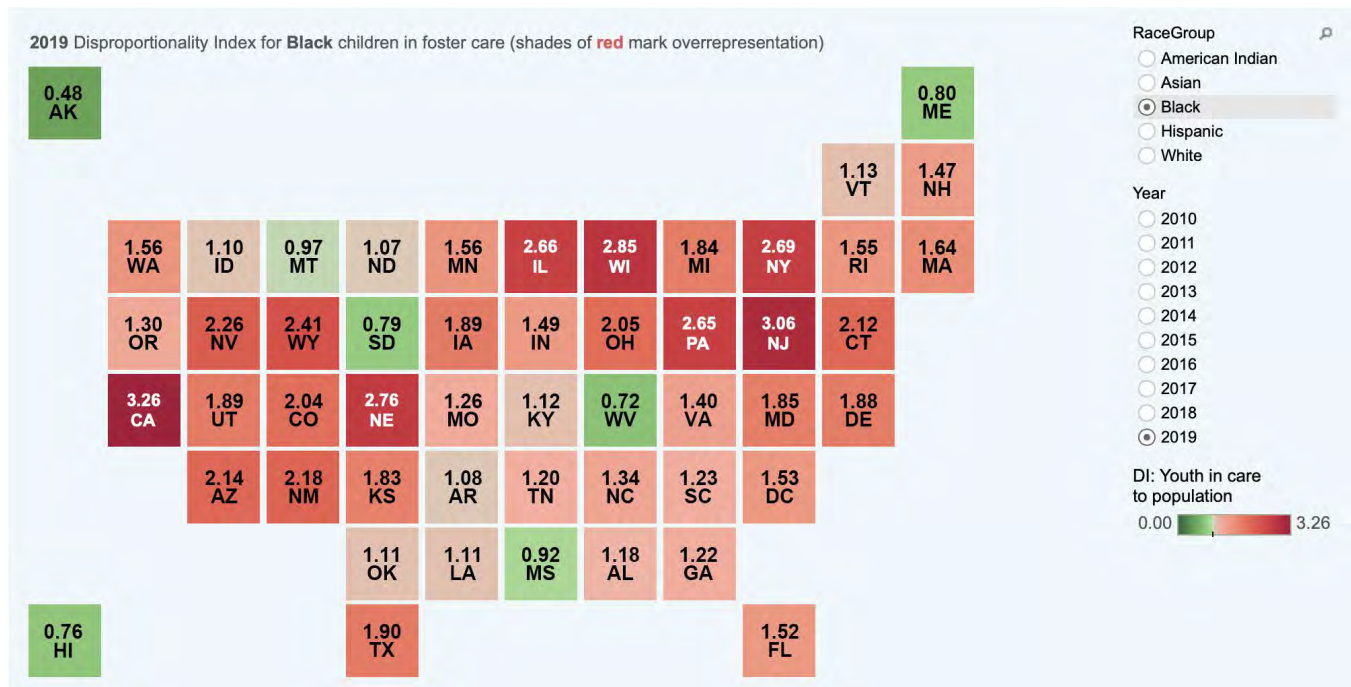 2019 Disproportionality Index for Black children in foster care (shades of red mark overrepresentation)
0.48
AK
0.80
ME
1.13
VT
1.47
NH
1.56
WA
1.10
ID
0.97
MT
1.07
ND
1.56
MN
2.66
IL
2.85
WI
1.84
MI
2.69
NY
1.55
RI
1.64
MA
1.30
OR
2.26
NV
2.41
WY
0.79
SD
1.89
IA
1.49
IN
2.05
OH
2.65
PA
3.06
NJ
2.12
CT
3.26
CA
1.89
UT
2.04
CO
2.76
NE
1.26
MO
1.12
KY
0.72
WV
1.40
VA
1.85
MD
1.88
DE
2.14
AZ
2.18
NM
1.83
KS
1.08
AR
1.20
TN
1.34
NC
1.23
SC
1.53
DC
1.11
OK
1.11
LA
0.92
MS
1.18
AL
1.22
GA
0.76
HI
1.90
TX
1.52
FL
RaceGroup
American Indian
Asian
Black
Hispanic
White
Year
2010
2011
2012
2013
2014
2015
2016
2017
2018
2019
DI: Youth in care
to population
0.00
3.26